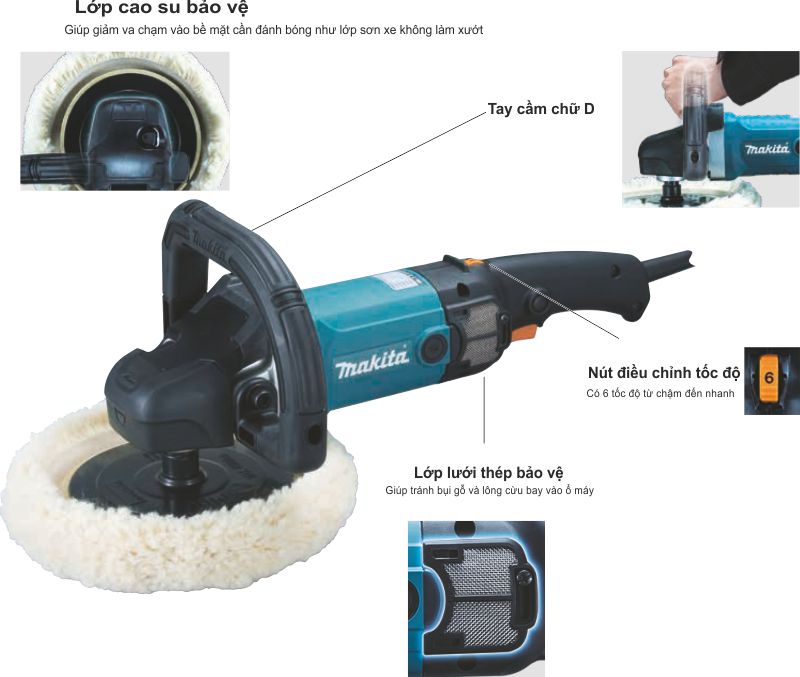 Lớp cao su bảo vệ
Giúp giảm va chạm vào bề mặt cần đánh bóng như lớp sơn xe không làm xướt
Tay cầm chữ D
makita
makita
makita
Nút điều chỉnh tốc độ
6
Có 6 tốc độ từ chậm đến nhanh
Lớp lưới thép bảo vệ
Giúp tránh bụi gỗ và lông cừu bay vào ổ máy